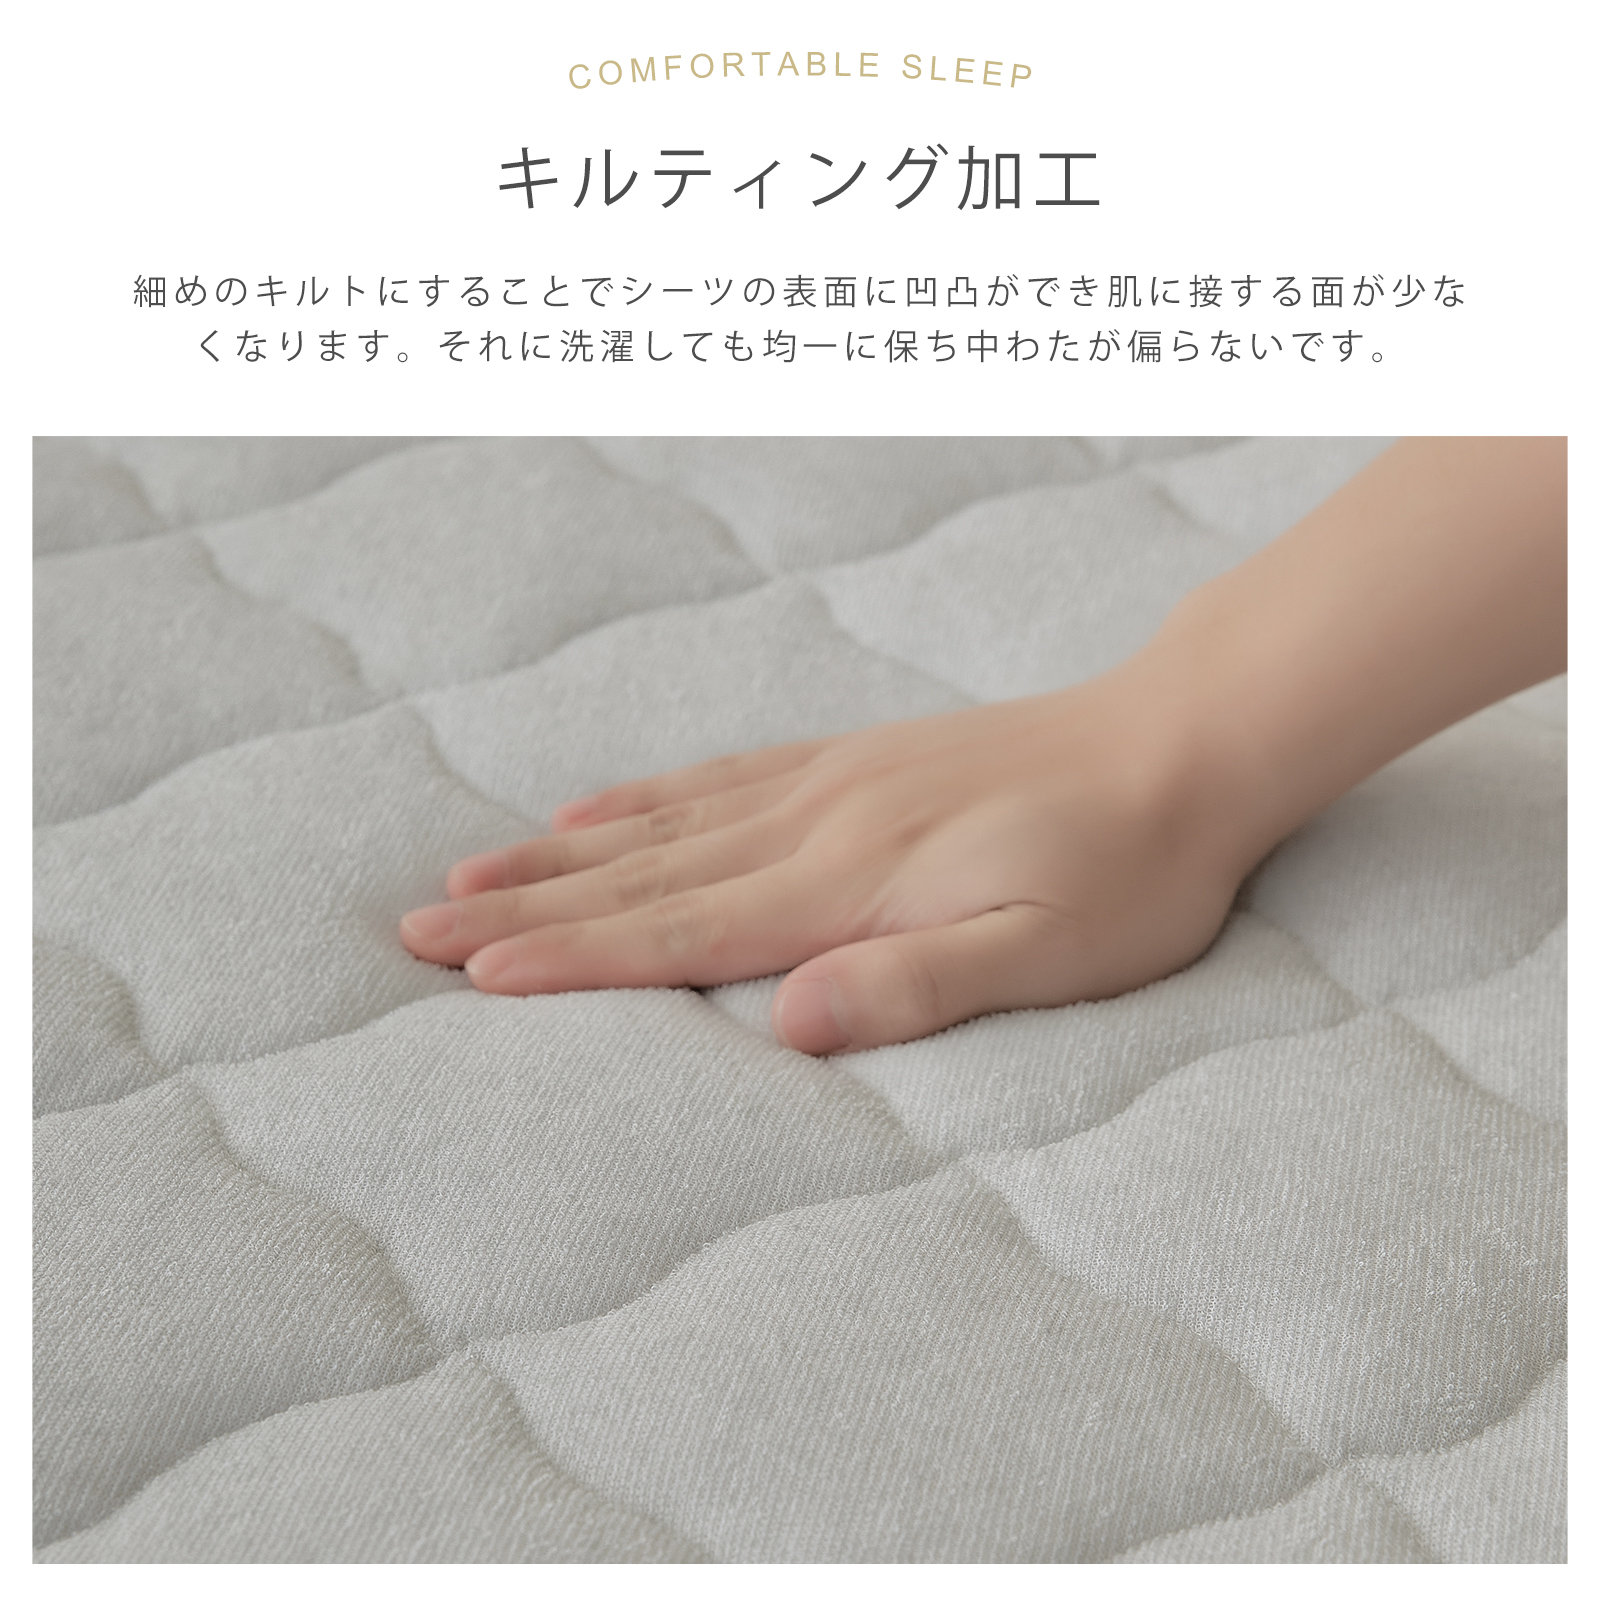 COMFORTABLE SLEEP
キルティング加工
細めのキルトにすることでシーツの表面に凹凸ができ肌に接する面が少な
くなります。それに洗濯しても均一に保ち中わたが偏らないです。